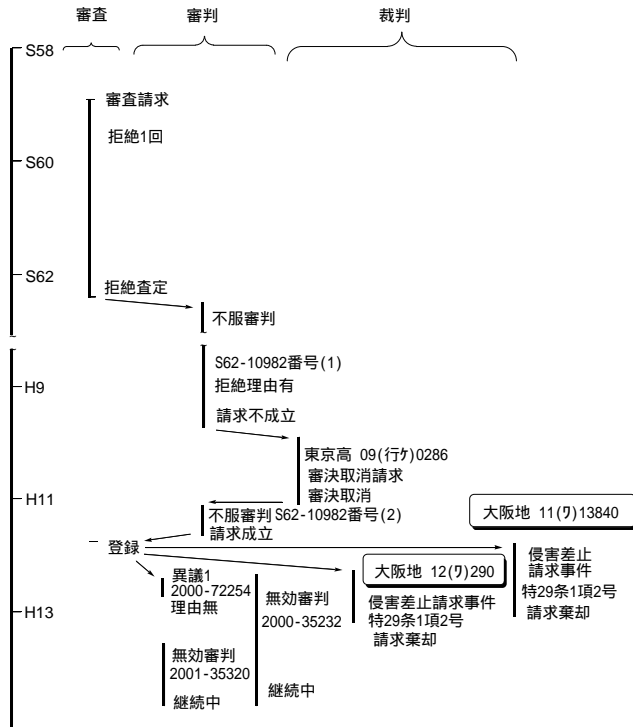 審査 審判 裁判
S58
審査請求
拒絶1回
S60
S62
拒絶査定
不服審判
S62-10982番号(1)
拒絶理由有
H9
請求不成立
東京高 09(行ｹ)0286
審決取消請求
審決取消
H11
大阪地 11(ﾜ)13840
不服審判 S62-10982番号(2)
請求成立
登録
侵害差止
請求事件
特29条1項2号
請求棄却
大阪地 12(ﾜ)290
異議1
2000-72254
理由無
無効審判
2000-35232
侵害差止請求事件
特29条1項2号
請求棄却
H13
無効審判
2001-35320
継続中
継続中